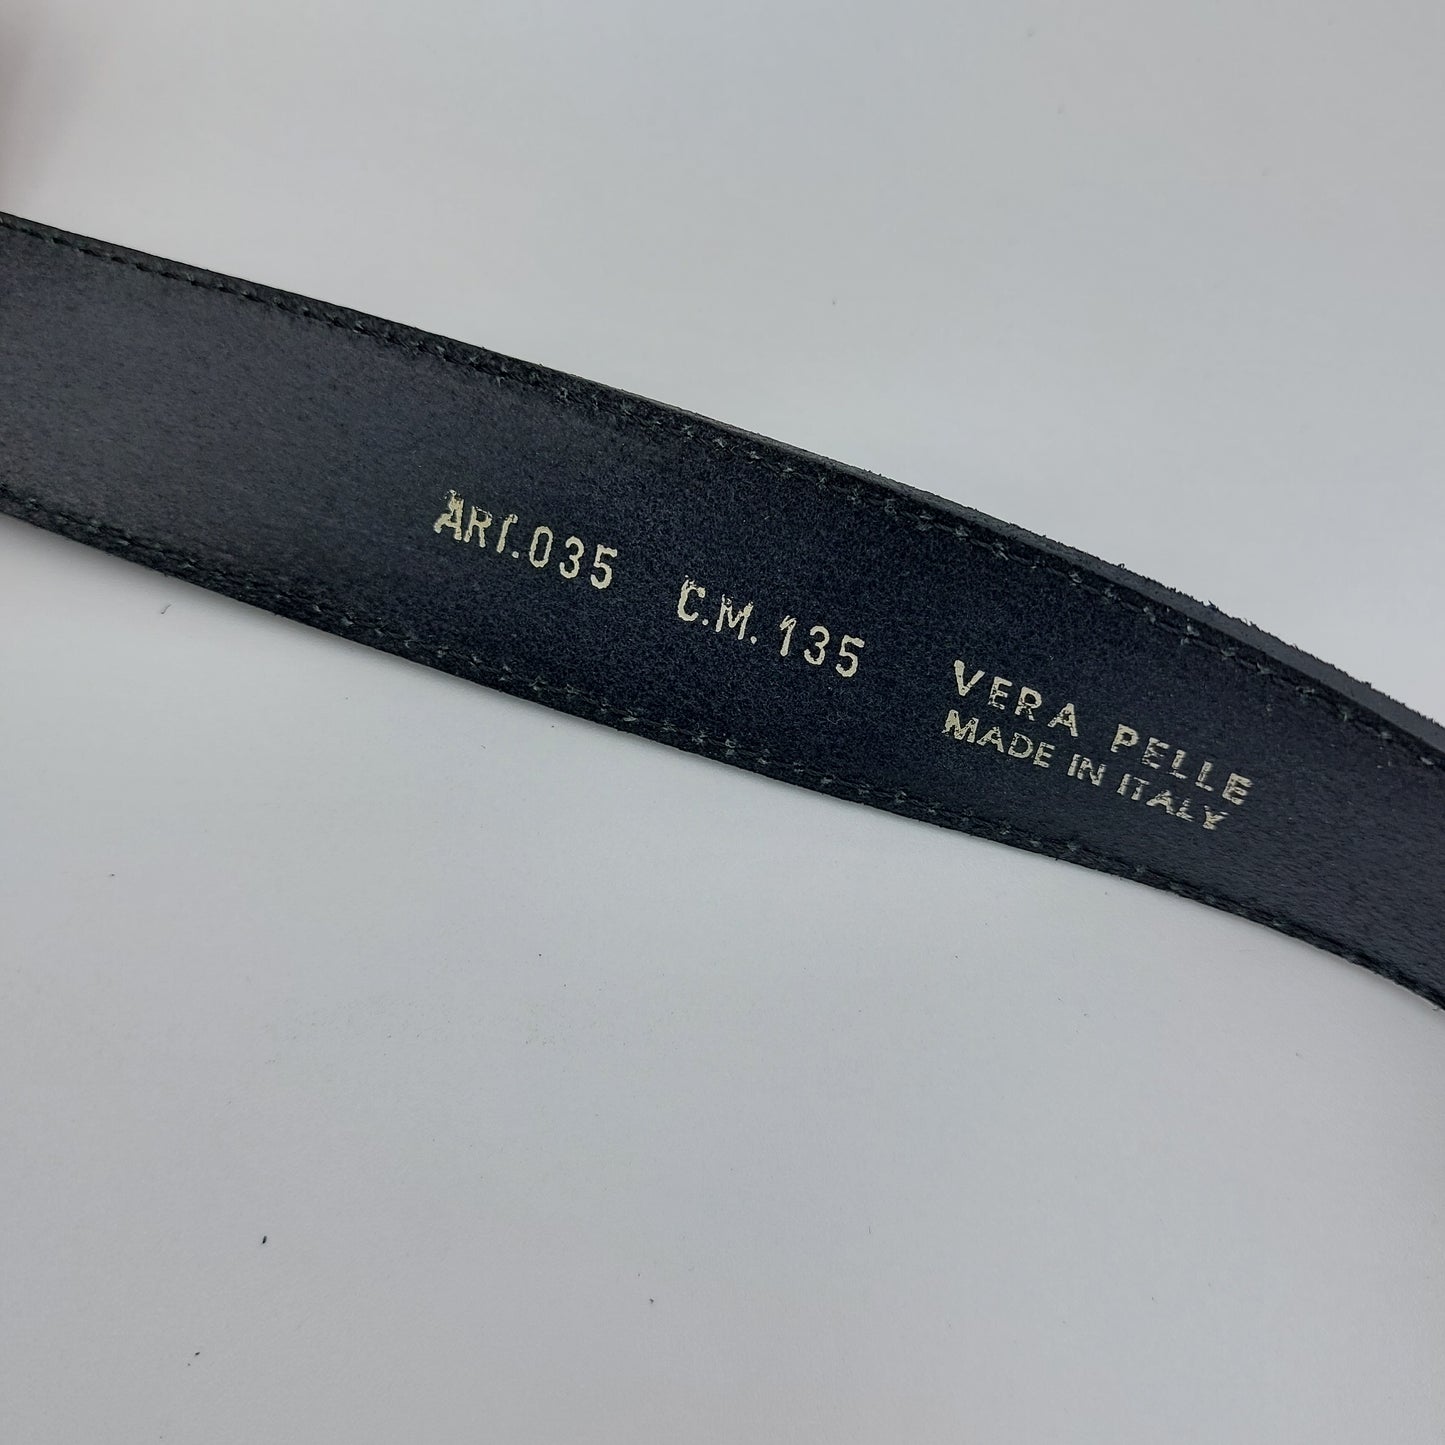 ART.035 C.M. 135 VERA PELLE
MADE IN ITALY